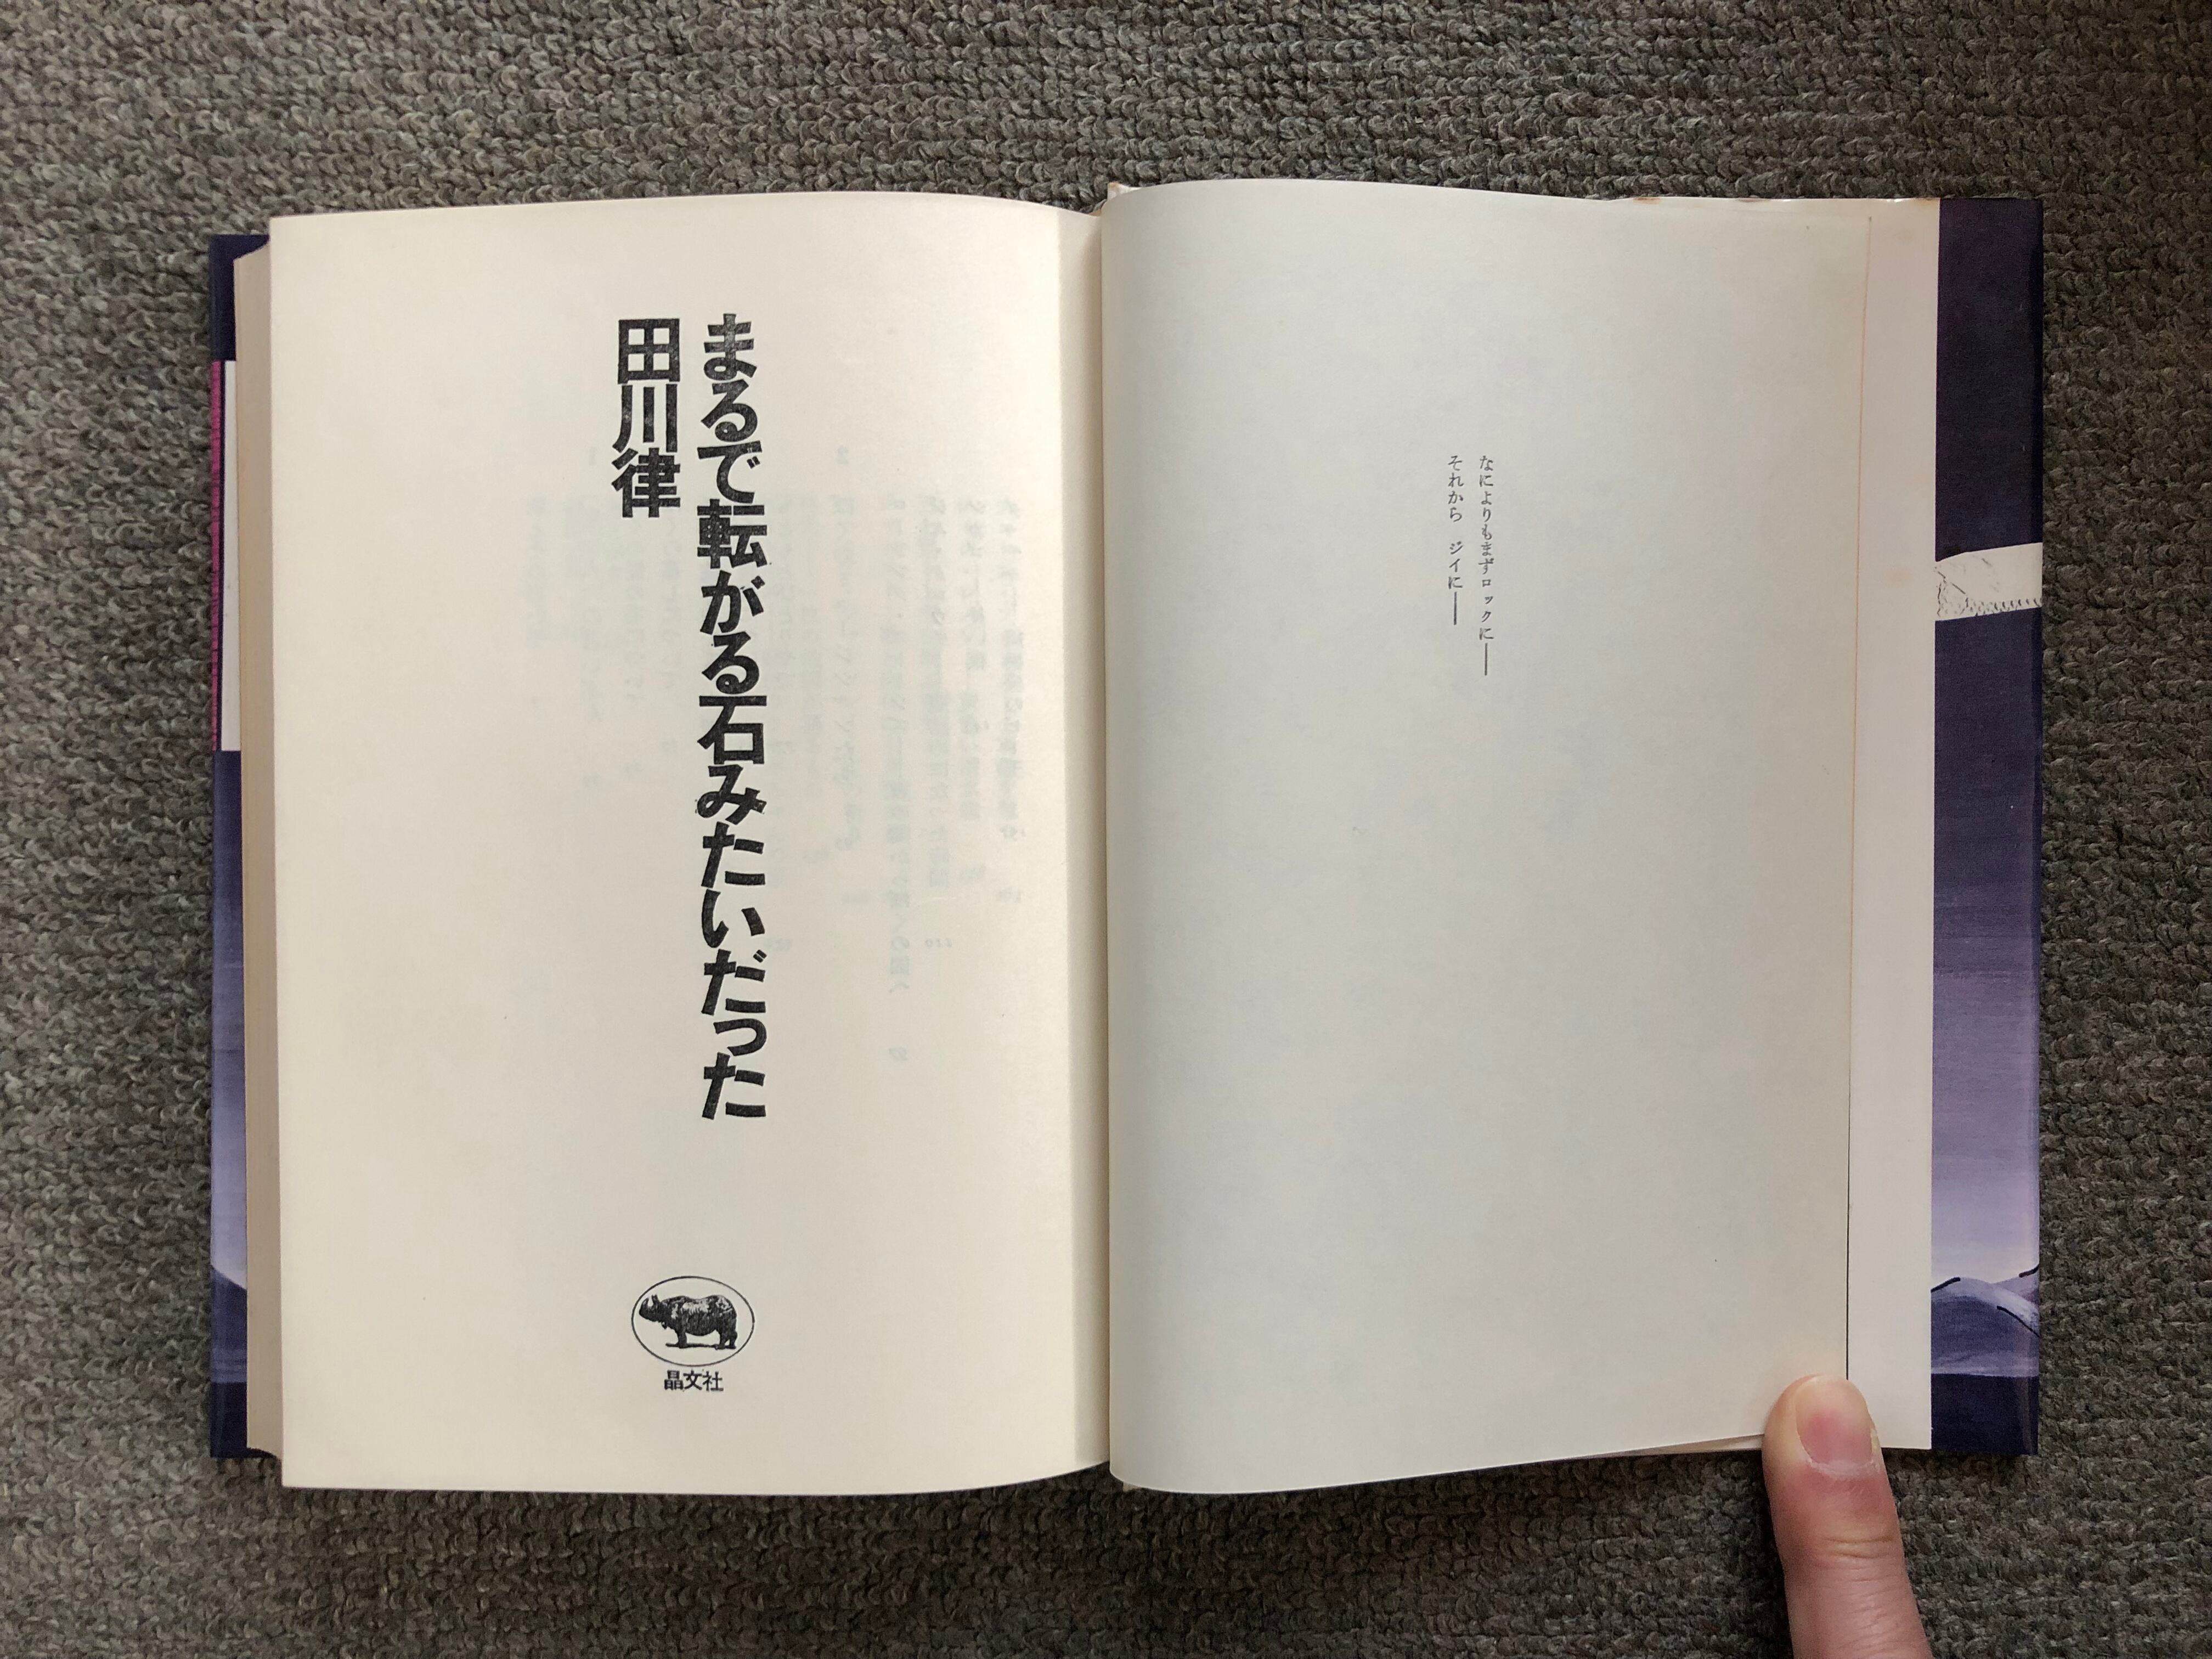 なによりもまずロックに――
それから ジイに――
まるで転がる石みたいだった
田川律
晶文社